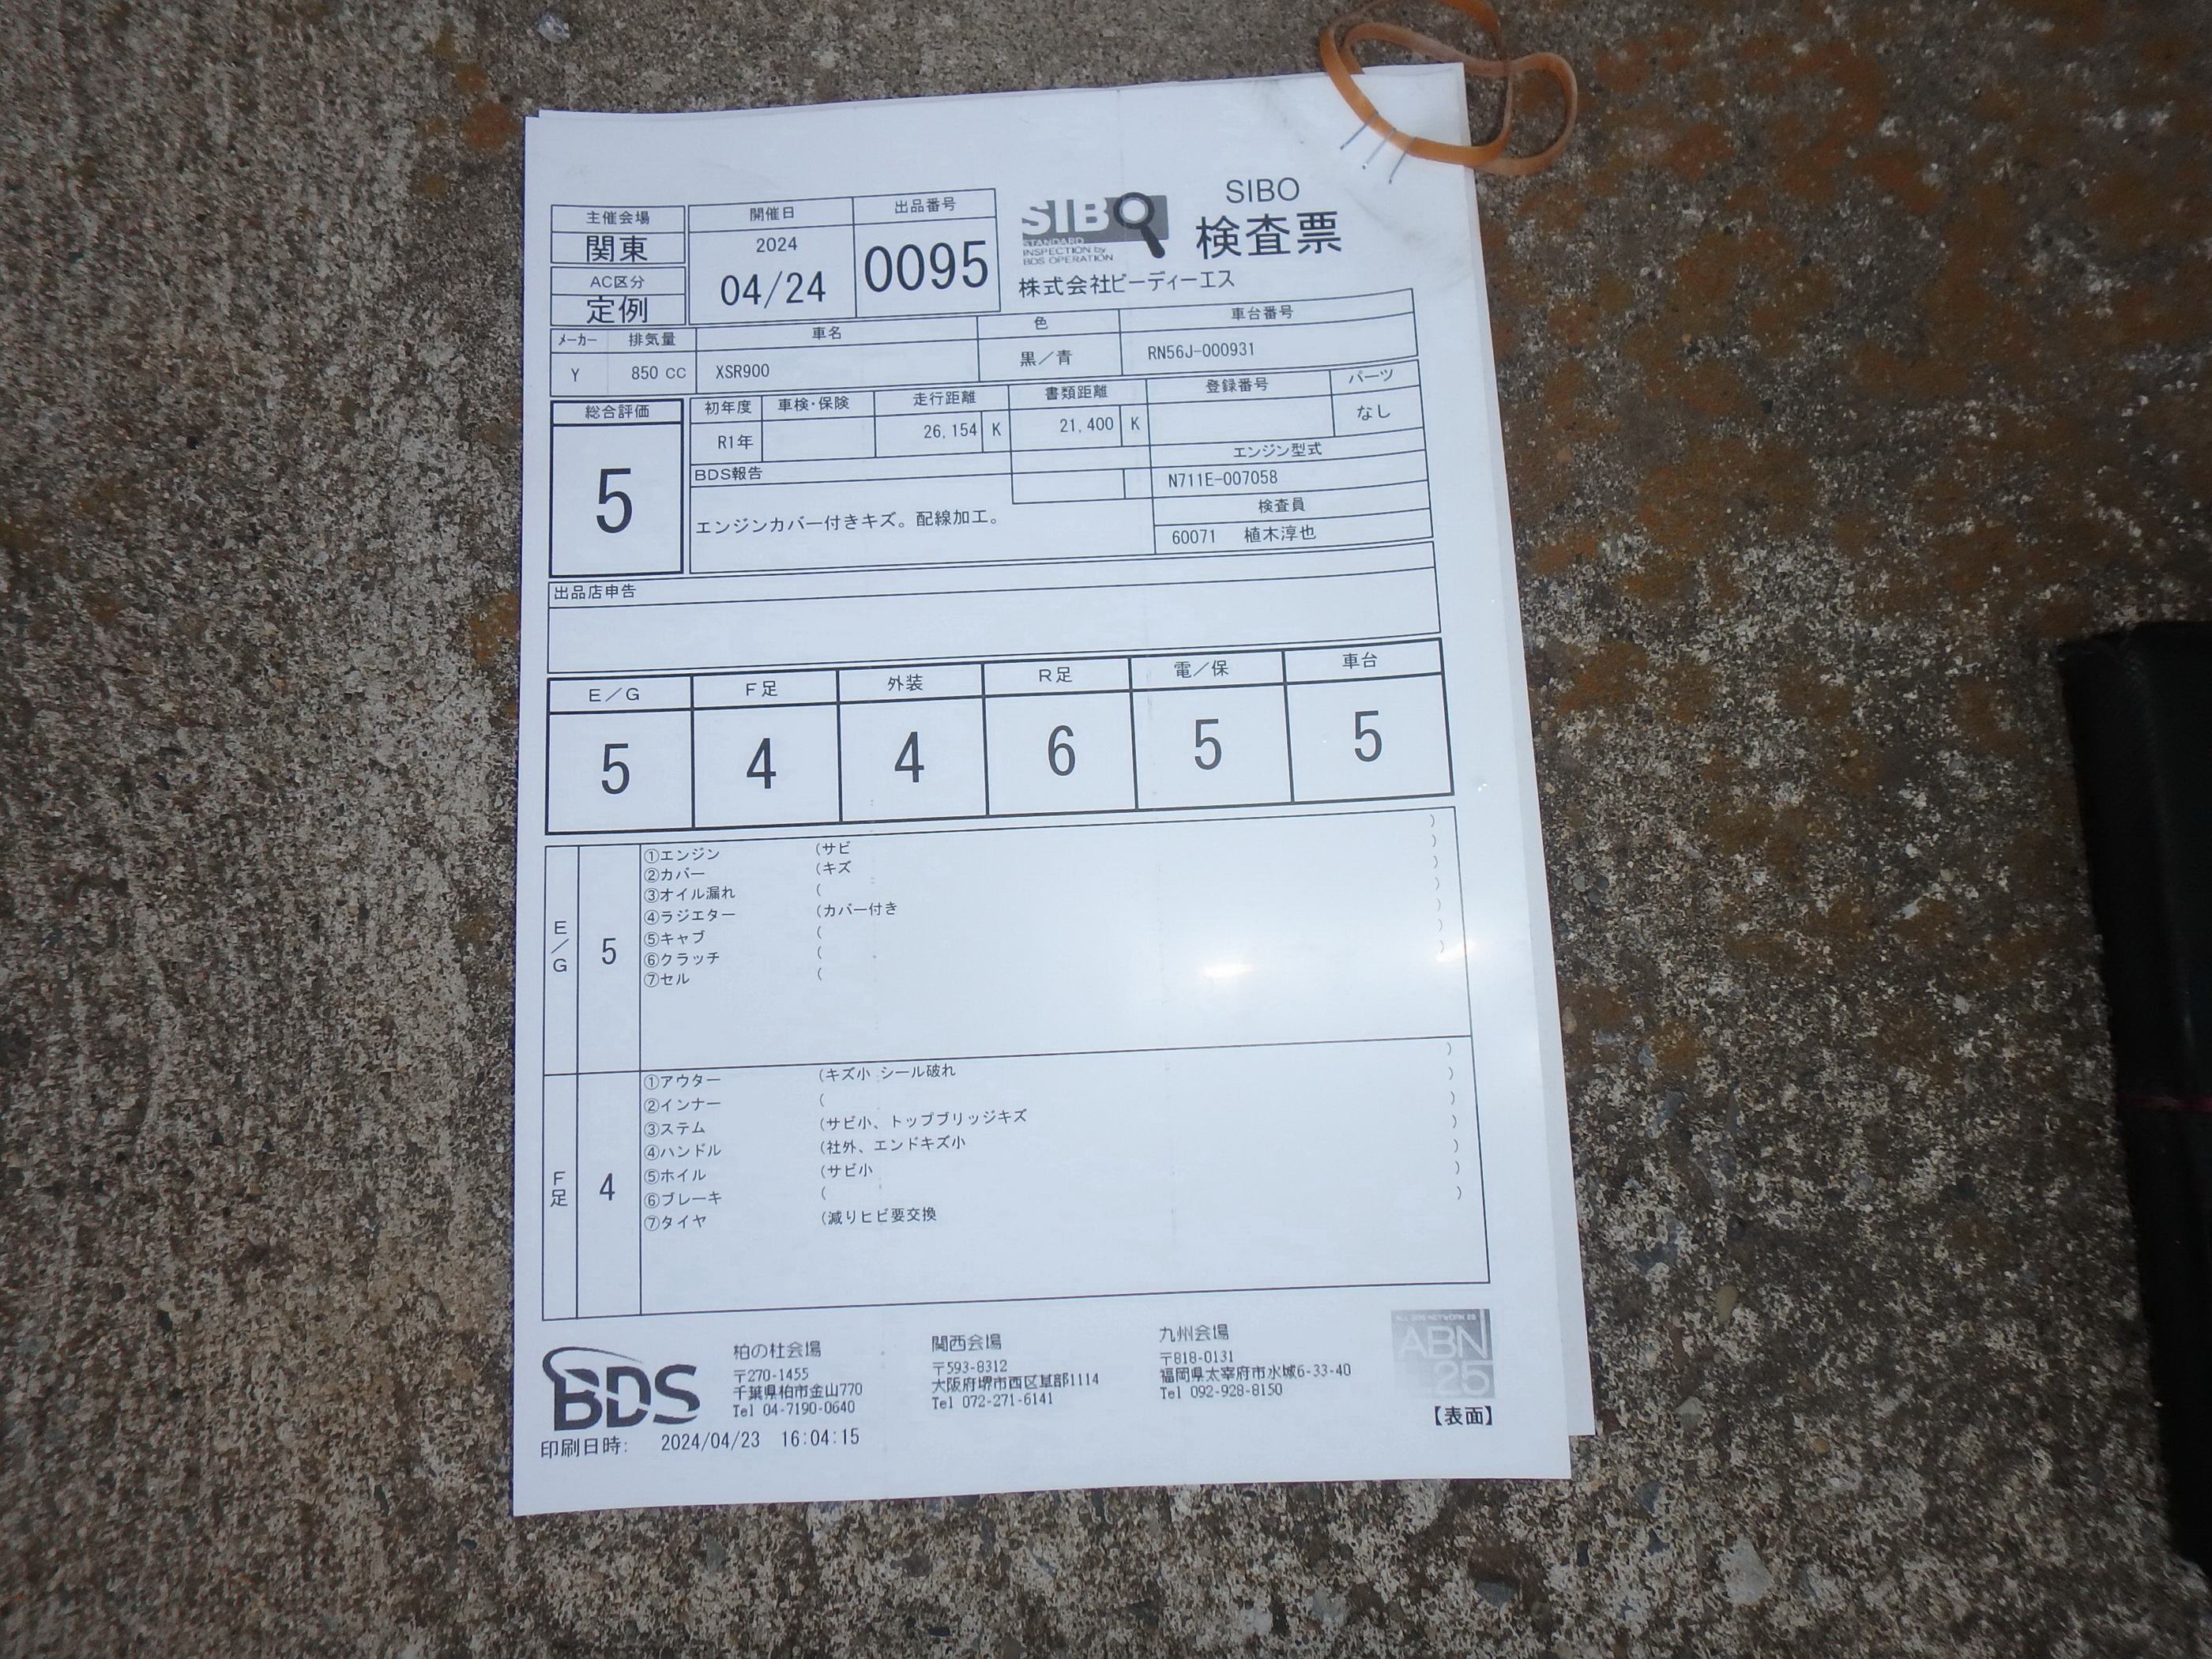 主催会場
関東
AC区分
定例
開催日
2024
04/24
出品番号
0095
SIBO
STANDARD
INSPECTION by
BDS OPERATION
SIBO
検査票
株式会社ビーディーエス
メーカー 排気量 車名 色 車台番号
Y 850 CC XSR900 黒／青 RN56J-000931
総合評価
5
初年度 車検・保険 走行距離 書類距離 登録番号 パーツ
R1年 26,154 K 21,400 K なし
BDS報告
エンジンカバー付きキズ。配線加工。
エンジン型式
N711E-007058
検査員
60071 植木淳也
出品店申告
E／G F足 外装 R足 電／保 車台
5 4 4 6 5 5
E／G
5
①エンジン (サビ )
②カバー (キズ )
③オイル漏れ ( )
④ラジエター (カバー付き )
⑤キャブ ( )
⑥クラッチ ( )
⑦セル ( )
F足
4
①アウター (キズ小 シール破れ )
②インナー ( )
③ステム (サビ小、トップブリッジキズ )
④ハンドル (社外、エンドキズ小 )
⑤ホイル (サビ小 )
⑥ブレーキ ( )
⑦タイヤ (減りヒビ要交換 )
BDS
柏の杜会場
〒270-1455
千葉県柏市金山770
Tel 04-7190-0640
関西会場
〒593-8312
大阪府堺市西区草部1114
Tel 072-271-6141
九州会場
〒818-0131
福岡県太宰府市水城6-33-40
Tel 092-928-8150
ABN
25
【表面】
印刷日時: 2024/04/23 16:04:15